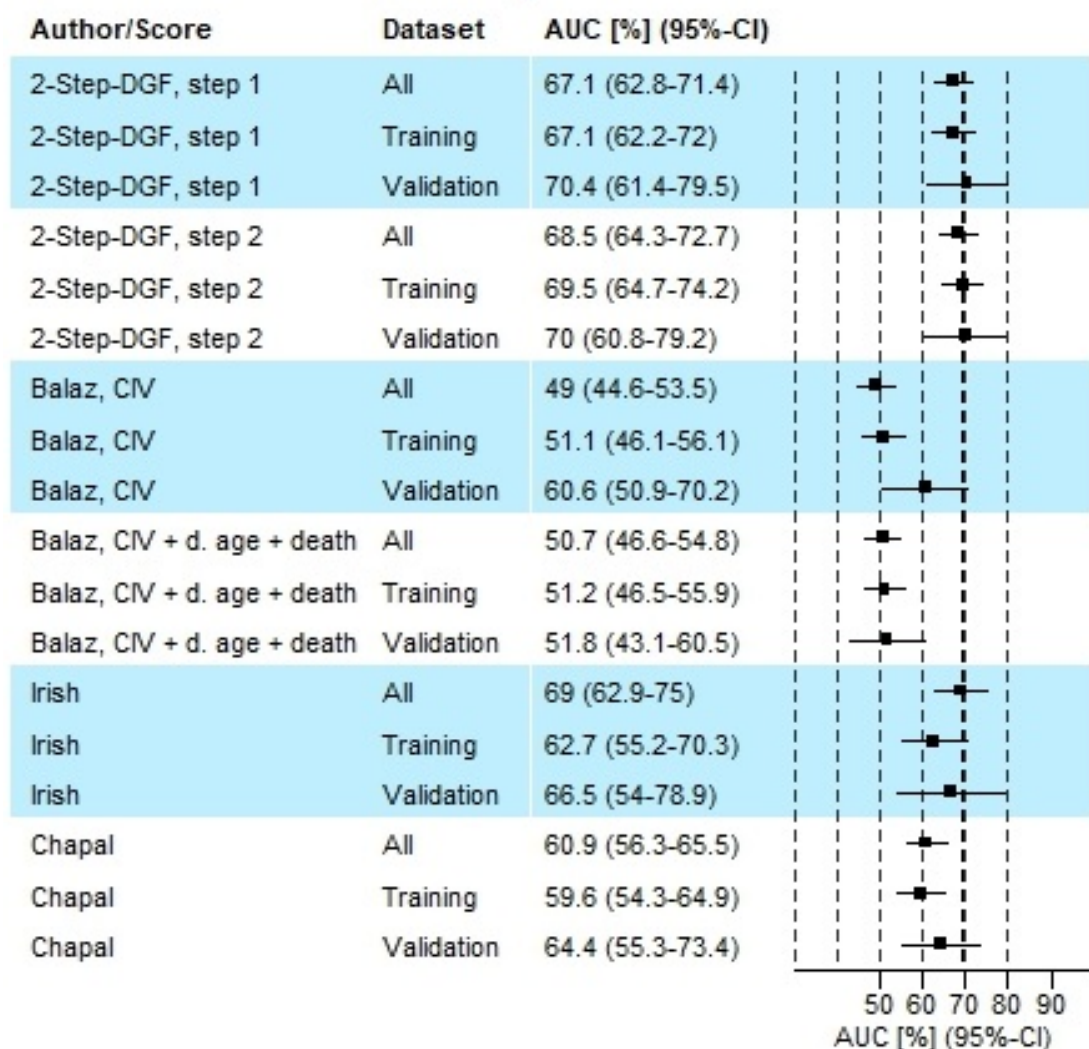 Author/Score Dataset AUC [%] (95%-CI)
2-Step-DGF, step 1 All 67.1 (62.8-71.4)
2-Step-DGF, step 1 Training 67.1 (62.2-72)
2-Step-DGF, step 1 Validation 70.4 (61.4-79.5)
2-Step-DGF, step 2 All 68.5 (64.3-72.7)
2-Step-DGF, step 2 Training 69.5 (64.7-74.2)
2-Step-DGF, step 2 Validation 70 (60.8-79.2)
Balaz, CIV All 49 (44.6-53.5)
Balaz, CIV Training 51.1 (46.1-56.1)
Balaz, CIV Validation 60.6 (50.9-70.2)
Balaz, CIV + d. age + death All 50.7 (46.6-54.8)
Balaz, CIV + d. age + death Training 51.2 (46.5-55.9)
Balaz, CIV + d. age + death Validation 51.8 (43.1-60.5)
Irish All 69 (62.9-75)
Irish Training 62.7 (55.2-70.3)
Irish Validation 66.5 (54-78.9)
Chapal All 60.9 (56.3-65.5)
Chapal Training 59.6 (54.3-64.9)
Chapal Validation 64.4 (55.3-73.4)
50 60 70 80 90
AUC [%] (95%-CI)